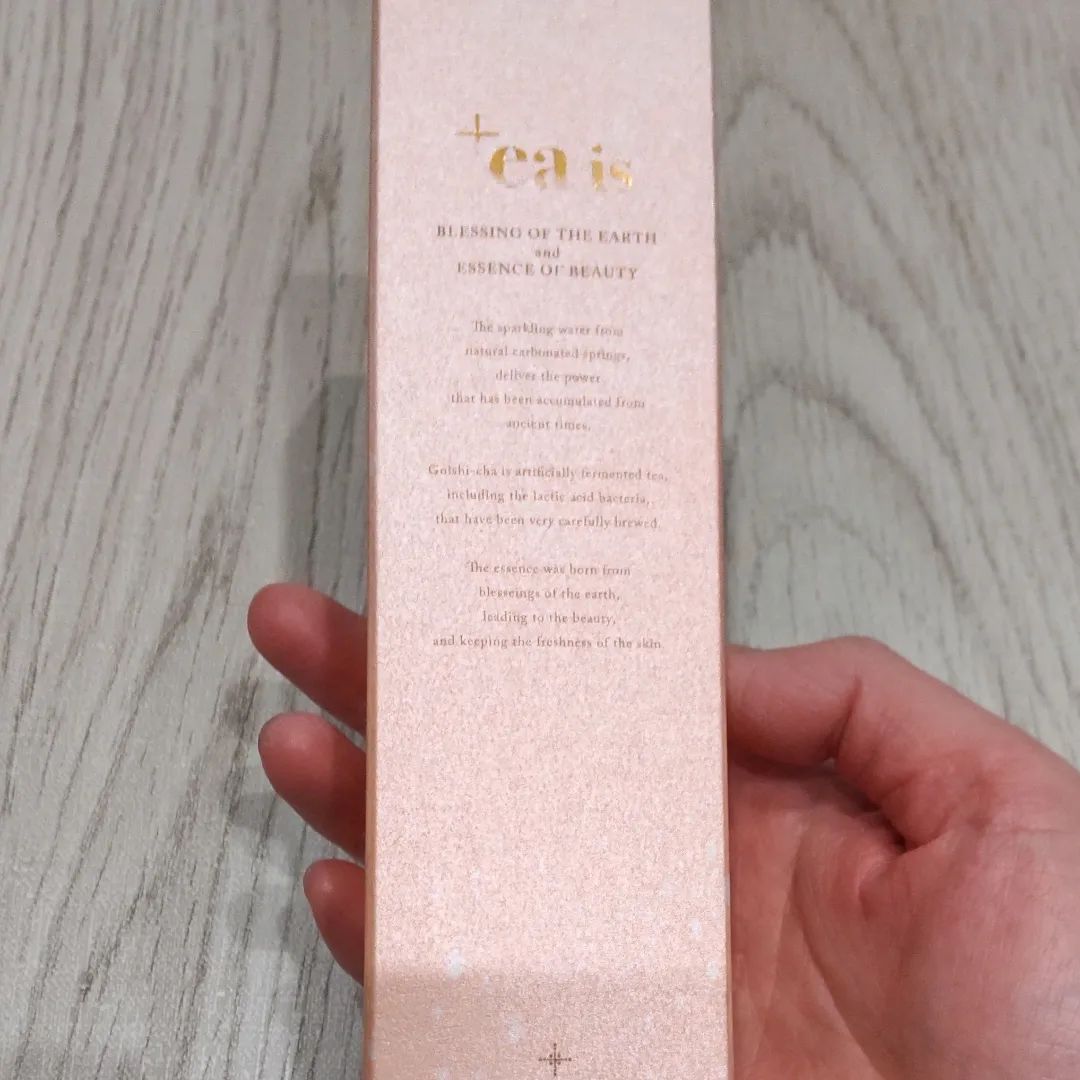 +ea is
BLESSING OF THE EARTH
and
ESSENCE OF BEAUTY
The sparkling water from
natural carbonated springs,
deliver the power
that has been accumulated from
ancient times.
Goishi-cha is artificially fermented tea,
including the lactic acid bacteria,
that have been very carefully brewed.
The essence was born from
blesseings of the earth,
leading to the beauty,
and keeping the freshness of the skin.